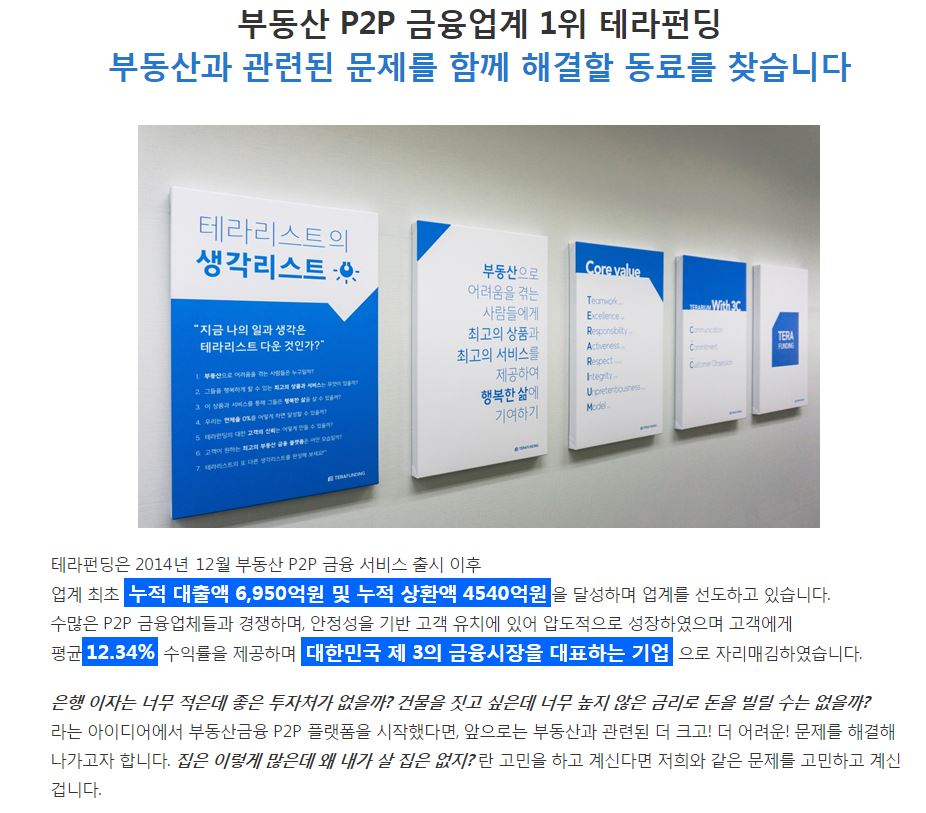 부동산 P2P 금융업계 1위 테라펀딩
부동산과 관련된 문제를 함께 해결할 동료를 찾습니다
테라리스트의
생각리스트
"지금 나의 일과 생각은
테라리스트 다운 것인가?"
1. 부동산으로 어려움을 겪는 사람들은 누구일까?
2. 그들을 행복하게 할 수 있는 최고의 상품과 서비스는 무엇이 있을까?
3. 이 상품과 서비스를 통해 그들은 행복한 삶을 살 수 있을까?
4. 우리는 연체율 0%를 어떻게 하면 달성할 수 있을까?
5. 테라펀딩의 대한 고객의 신뢰는 어떻게 만들 수 있을까?
6. 고객이 원하는 최고의 부동산 금융 플랫폼은 어떤 모습일까?
7. 테라리스트의 또 다른 생각리스트를 완성해 보세요!"
TERAFUNDING
부동산으로
어려움을 겪는
사람들에게
최고의 상품과
최고의 서비스를
제공하여
행복한 삶에
기여하기
TERAFUNDING
Core value
Teamwork
Excellence
Responsibility
Activeness
Respect
Integrity
Unpretentiousness
Model
TERARIUM With 3C
Communication
Commitment
Customer Obsession
TERA
FUNDING
테라펀딩은 2014년 12월 부동산 P2P 금융 서비스 출시 이후
업계 최초 누적 대출액 6,950억원 및 누적 상환액 4540억원을 달성하며 업계를 선도하고 있습니다.
수많은 P2P 금융업체들과 경쟁하며, 안정성을 기반 고객 유치에 있어 압도적으로 성장하였으며 고객에게
평균 12.34% 수익률을 제공하며 대한민국 제 3의 금융시장을 대표하는 기업 으로 자리매김하였습니다.
은행 이자는 너무 적은데 좋은 투자처가 없을까? 건물을 짓고 싶은데 너무 높지 않은 금리로 돈을 빌릴 수는 없을까?
라는 아이디어에서 부동산금융 P2P 플랫폼을 시작했다면, 앞으로는 부동산과 관련된 더 크고! 더 어려운! 문제를 해결해
나가고자 합니다. 집은 이렇게 많은데 왜 내가 살 집은 없지? 란 고민을 하고 계신다면 저희와 같은 문제를 고민하고 계신
겁니다.